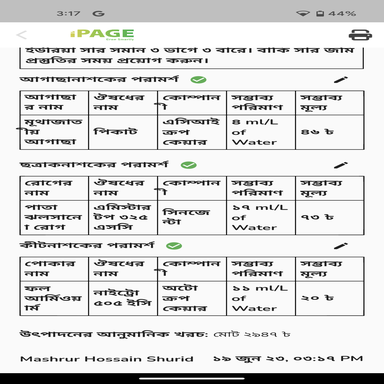 3:17 G 44%
iPAGE
ইউরিয়া সার সমান ৩ ভাগে ৩ বারে। বাকি সার জমি
প্রস্তুতির সময় প্রয়োগ করুন।
আগাছানাশকের পরামর্শ
আগাছার নাম ঔষধের নাম কোম্পানী সম্ভাব্য পরিমাণ সম্ভাব্য মূল্য
মুথাজাতীয় আগাছা পিকাট এসিআই ক্রপ কেয়ার ৪ ml/L of Water ৪৬ ৳
ছত্রাকনাশকের পরামর্শ
রোগের নাম ঔষধের নাম কোম্পানী সম্ভাব্য পরিমাণ সম্ভাব্য মূল্য
পাতা ঝলসানো রোগ এমিস্টার টপ ৩২৫ এসসি সিনজেন্টা ১৭ ml/L of Water ৭৩ ৳
কীটনাশকের পরামর্শ
পোকার নাম ঔষধের নাম কোম্পানী সম্ভাব্য পরিমাণ সম্ভাব্য মূল্য
ফল আর্মিওয়ার্ম নাইট্রো ৫০৫ ইসি অটো ক্রপ কেয়ার ১১ ml/L of Water ২০ ৳
উৎপাদনের আনুমানিক খরচ: মোট ২৯৪৭ ৳
Mashrur Hossain Shurid ১৯ জুন ২৩, ০৩:১৭ PM